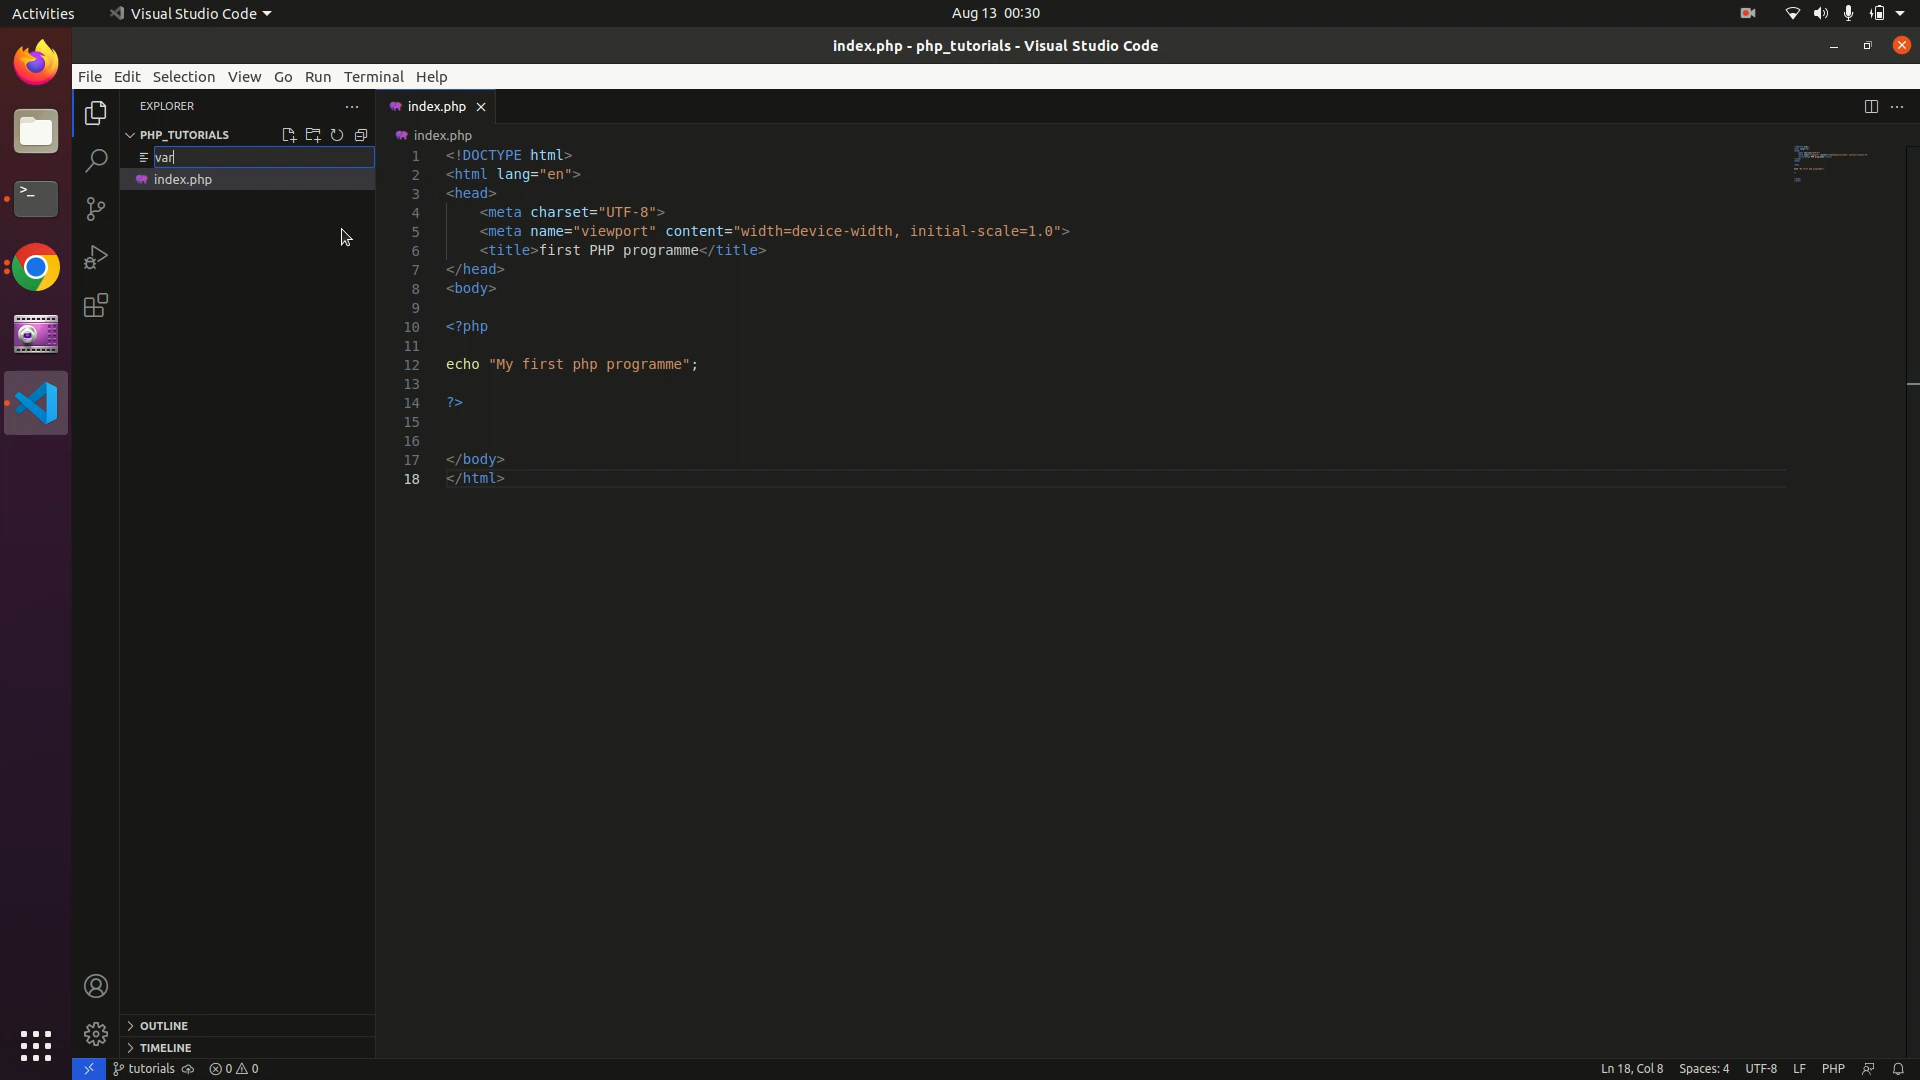 Activities
Visual Studio Code
Aug 13 00:30
index.php - php_tutorials - Visual Studio Code
File Edit Selection View Go Run Terminal Help
EXPLORER
PHP_TUTORIALS
var
index.php
index.php
index.php
1 <!DOCTYPE html>
2 <html lang="en">
3 <head>
4 <meta charset="UTF-8">
5 <meta name="viewport" content="width=device-width, initial-scale=1.0">
6 <title>first PHP programme</title>
7 </head>
8 <body>
9
10 <?php
11
12 echo "My first php programme";
13
14 ?>
15
16
17 </body>
18 </html>
OUTLINE
TIMELINE
tutorials 0 0
Ln 18, Col 8 Spaces: 4 UTF-8 LF PHP